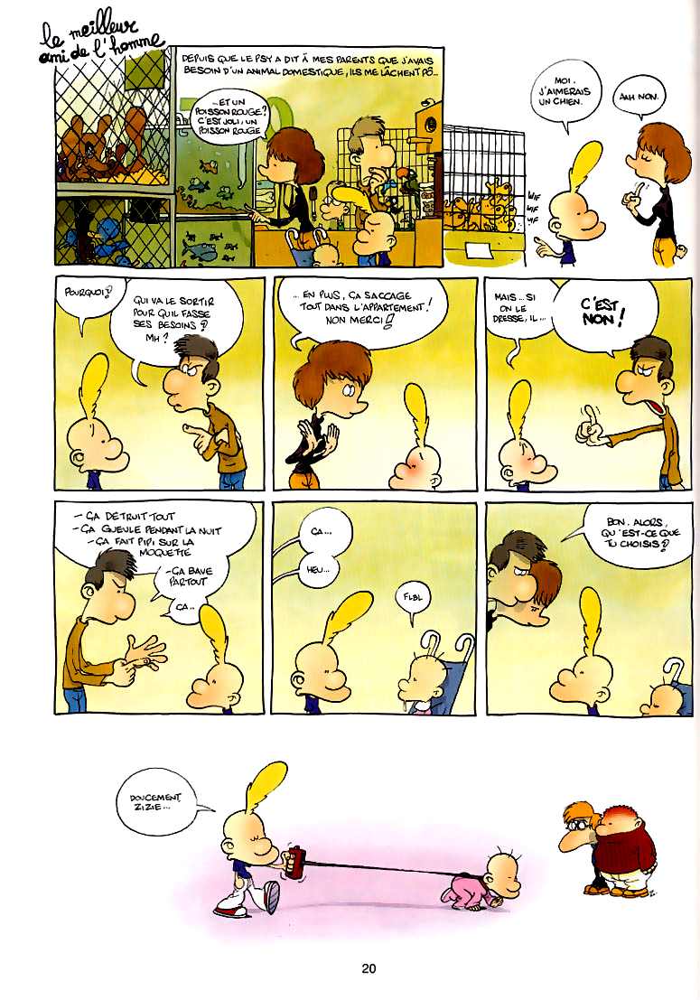 le meilleur
ami de l'homme
DEPUIS QUE LE PSY A DIT À MES PARENTS QUE J'AVAIS
BESOIN D'UN ANIMAL DOMESTIQUE, ILS ME LÂCHENT PÔ...
...ET UN
POISSON ROUGE?
C'EST JOLI, UN
POISSON ROUGE
MOI.
J'AIMERAIS
UN CHIEN.
AAH NON.
WIF
WIF
YIF
POURQUOI?
QUI VA LE SORTIR
POUR QU'IL FASSE
SES BESOINS?
MH?
... EN PLUS, ÇA SACCAGE
TOUT DANS L'APPARTEMENT!
NON MERCI!
MAIS...SI
ON LE
DRESSE, IL...
C'EST
NON!
- ÇA DÉTRUIT TOUT
- ÇA GUEULE PENDANT LA NUIT
- ÇA FAIT PIPI SUR LA
MOQUETTE
- ÇA BAVE
PARTOUT
- ÇA..
ÇA...
HEU...
FLBL
BON. ALORS,
QU'EST-CE QUE
TU CHOISIS?
DOUCEMENT,
ZIZIE...
Z.
20